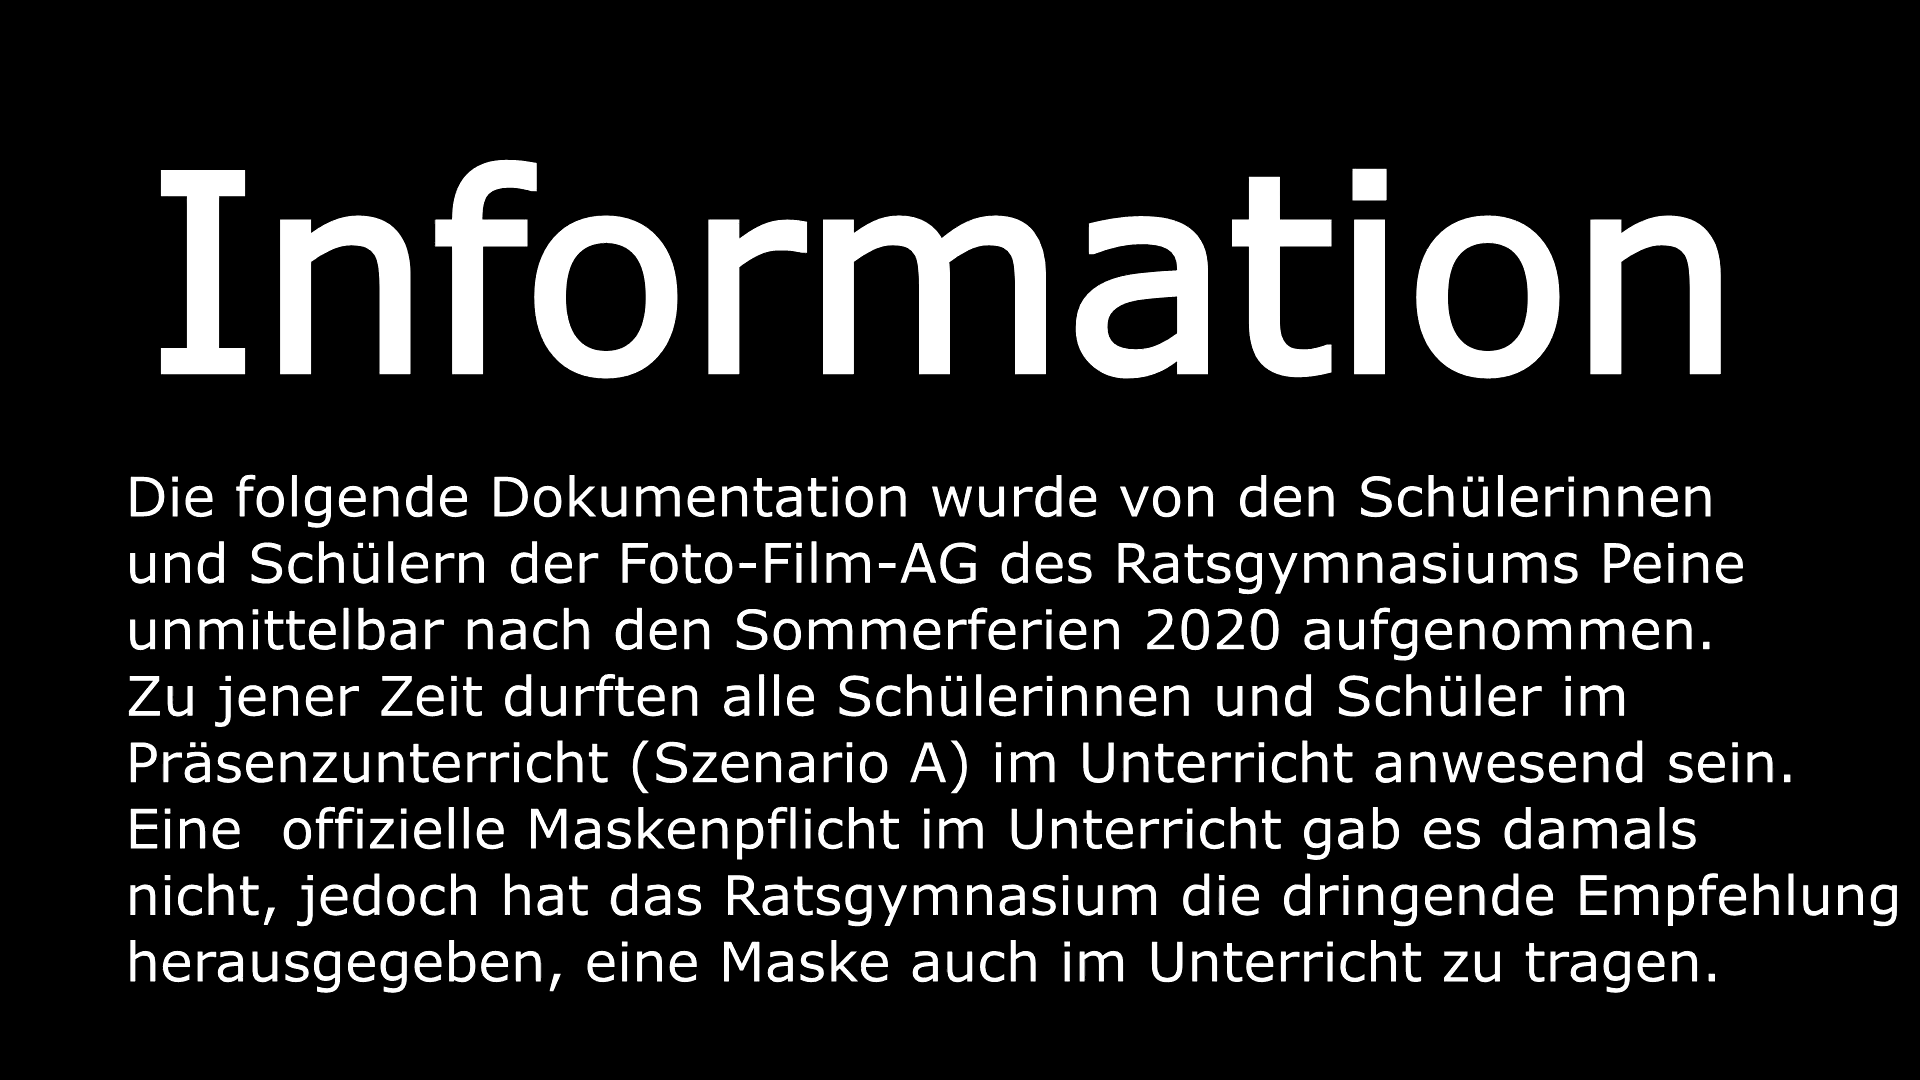 Information
Die folgende Dokumentation wurde von den Schülerinnen
und Schülern der Foto-Film-AG des Ratsgymnasiums Peine
unmittelbar nach den Sommerferien 2020 aufgenommen.
Zu jener Zeit durften alle Schülerinnen und Schüler im
Präsenzunterricht (Szenario A) im Unterricht anwesend sein.
Eine  offizielle Maskenpflicht im Unterricht gab es damals
nicht, jedoch hat das Ratsgymnasium die dringende Empfehlung
herausgegeben, eine Maske auch im Unterricht zu tragen.